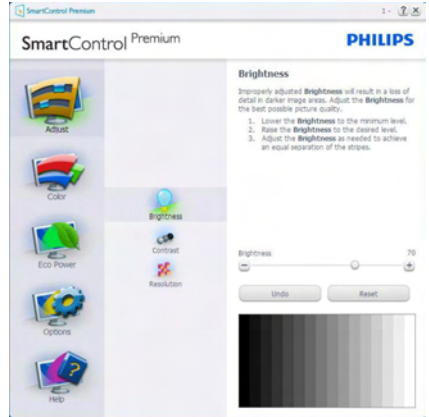 SmartControl Premium
SmartControl Premium
PHILIPS
Adjust
Color
Eco Power
Options
Help
Brightness
Contrast
Resolution
Brightness
Improperly adjusted Brightness will result in a loss of
detail in darker image areas. Adjust the Brightness for
the best possible picture quality.
1. Lower the Brightness to the minimum level.
2. Raise the Brightness to the desired level.
3. Adjust the Brightness as needed to achieve
an equal separation of the stripes.
Brightness 70
Undo Reset